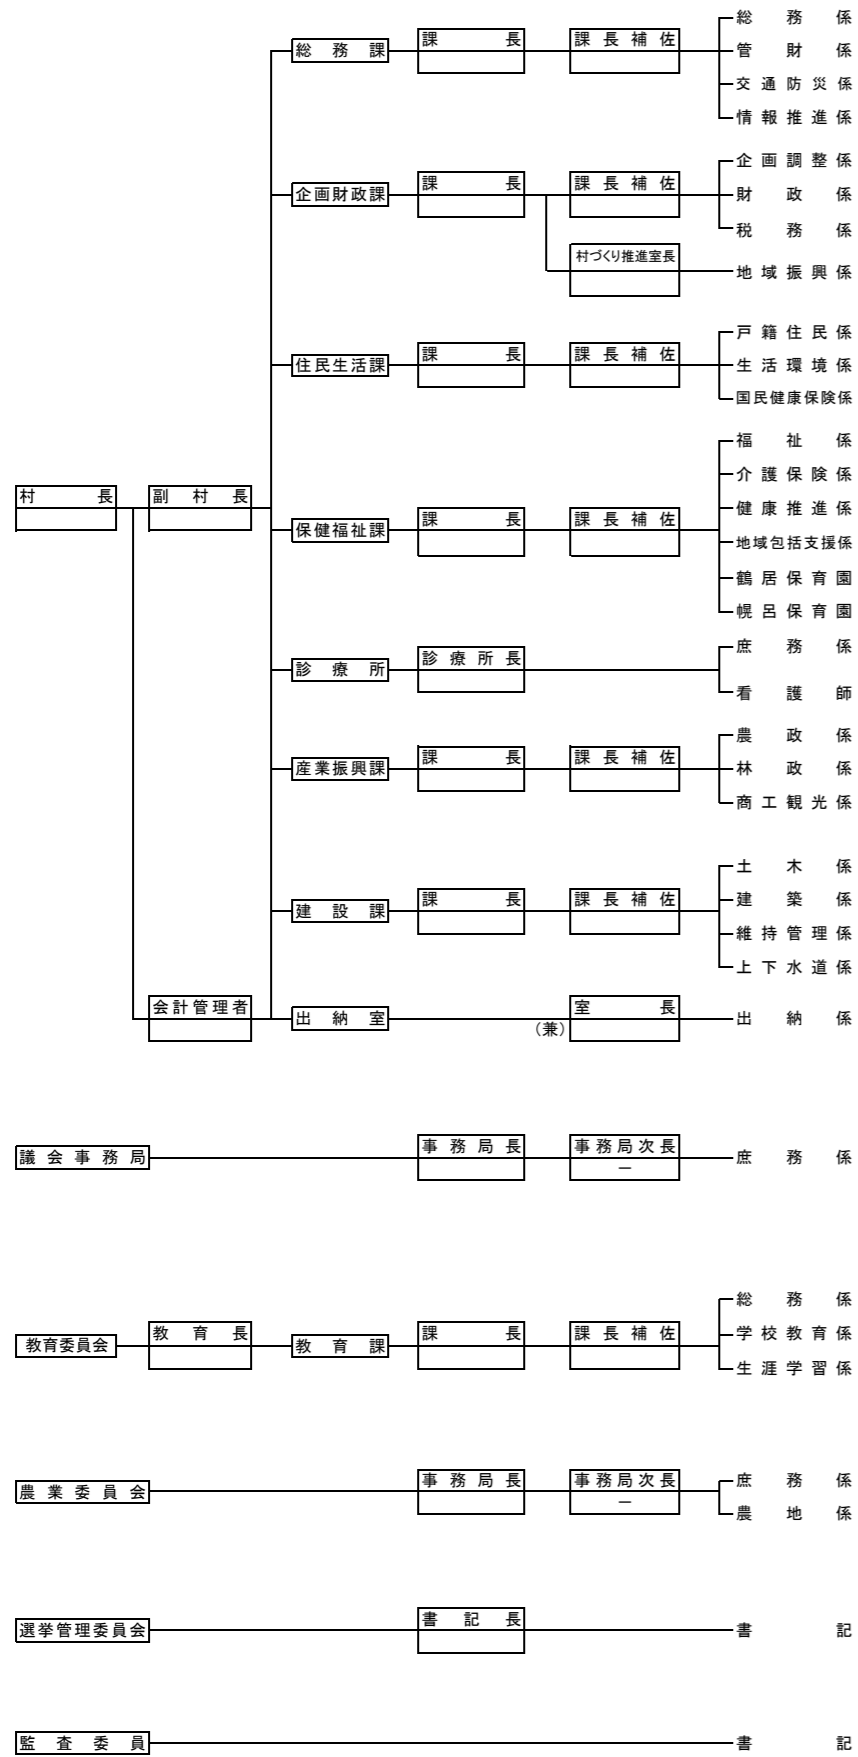 総務係
総務課 課長 課長補佐 管財係
交通防災係
情報推進係
企画調整係
企画財政課 課長 課長補佐 財政係
税務係
村づくり推進室長 地域振興係
戸籍住民係
住民生活課 課長 課長補佐 生活環境係
国民健康保険係
福祉係
介護保険係
村長 副村長 保健福祉課 課長 課長補佐 健康推進係
地域包括支援係
鶴居保育園
幌呂保育園
診療所 診療所長 庶務係
看護師
農政係
産業振興課 課長 課長補佐 林政係
商工観光係
土木係
建設課 課長 課長補佐 建築係
維持管理係
上下水道係
会計管理者 出納室 (兼) 室長 出納係
議会事務局 事務局長 事務局次長 庶務係
－
総務係
教育委員会 教育長 教育課 課長 課長補佐 学校教育係
生涯学習係
農業委員会 事務局長 事務局次長 庶務係
－
農地係
選挙管理委員会 書記長 書記
監査委員 書記